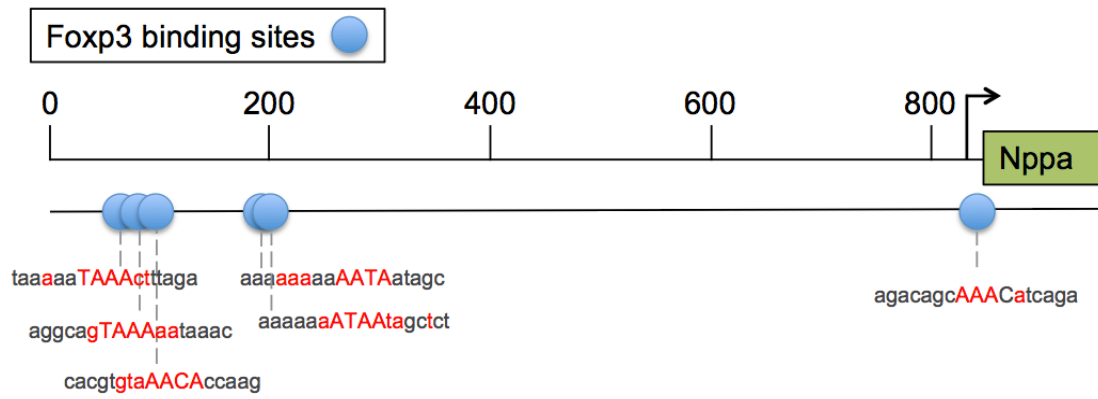 Foxp3 binding sites
0 200 400 600 800
Nppa
taaaaaTAAActttaga aaaaaaaaAATAatagc
agacagcAAACatcaga
aaaaaaATAAtagctct
aggcagTAAAaataaac
cacgtgtaAACAccaag